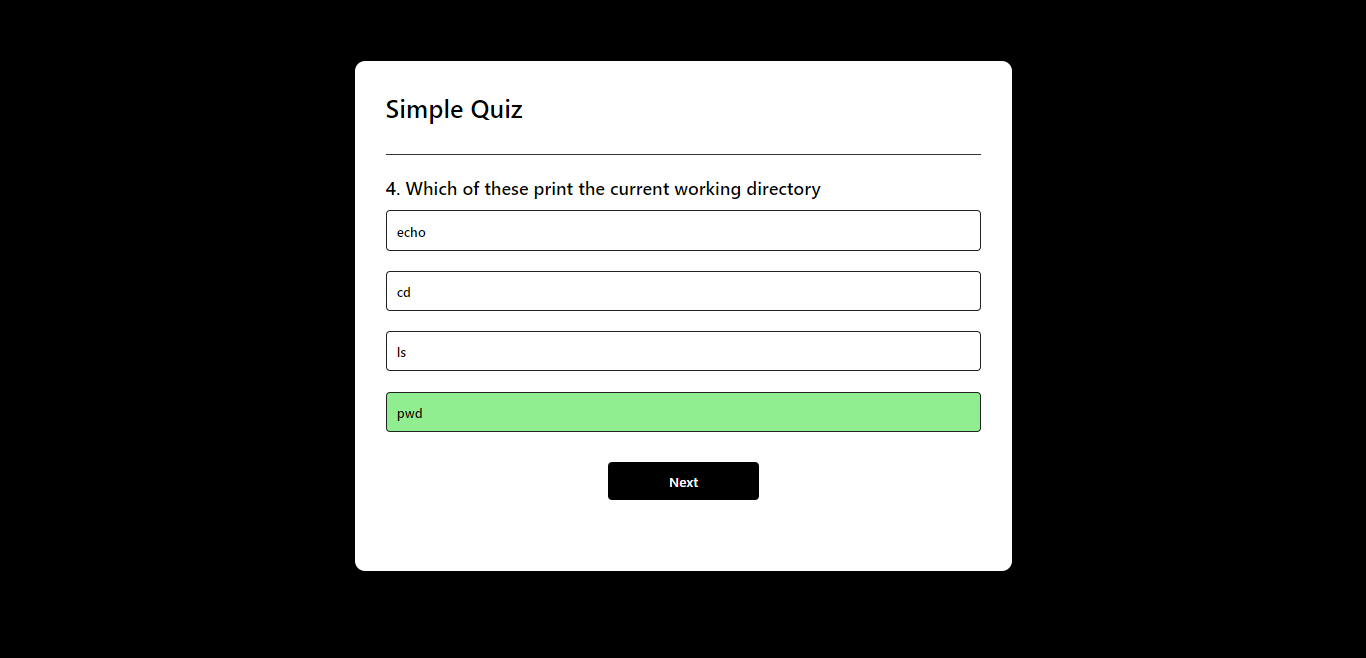 Simple Quiz
4. Which of these print the current working directory
echo
cd
ls
pwd
Next